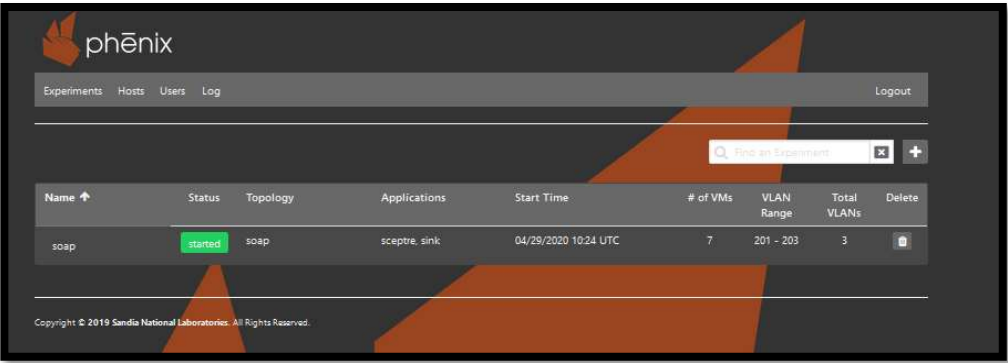 phēnix
Experiments Hosts Users Log Logout
Find an Experiment
Name Status Topology Applications Start Time # of VMs VLAN Range Total VLANs Delete
soap started soap sceptre, sink 04/29/2020 10:24 UTC 7 201 - 203 3
Copyright © 2019 Sandia National Laboratories. All Rights Reserved.